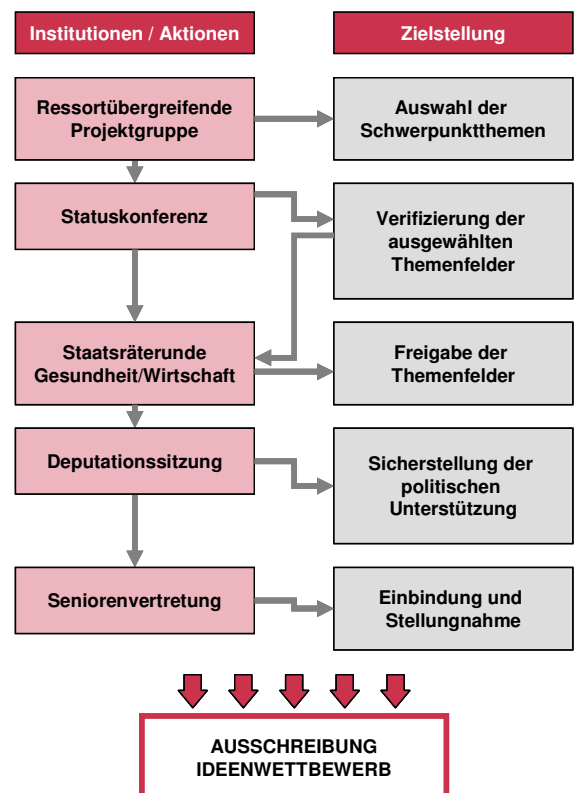 Institutionen / Aktionen
Zielstellung
Ressortübergreifende
Projektgruppe
Auswahl der
Schwerpunktthemen
Statuskonferenz
Verifizierung der
ausgewählten
Themenfelder
Staatsräterunde
Gesundheit/Wirtschaft
Freigabe der
Themenfelder
Deputationssitzung
Sicherstellung der
politischen
Unterstützung
Seniorenvertretung
Einbindung und
Stellungnahme
AUSSCHREIBUNG
IDEENWETTBEWERB